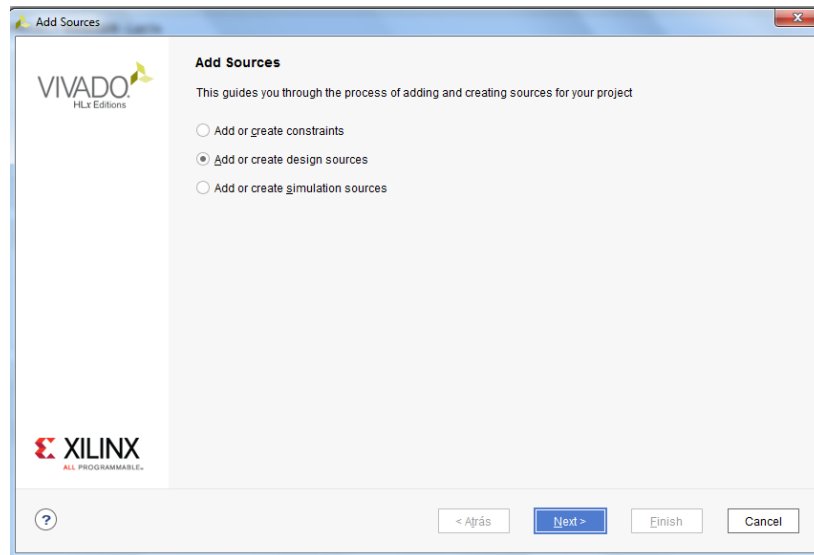 Add Sources
VIVADO.
HLx Editions
Add Sources
This guides you through the process of adding and creating sources for your project
Add or create constraints
Add or create design sources
Add or create simulation sources
XILINX
ALL PROGRAMMABLE.
?
< Atrás
Next >
Finish
Cancel